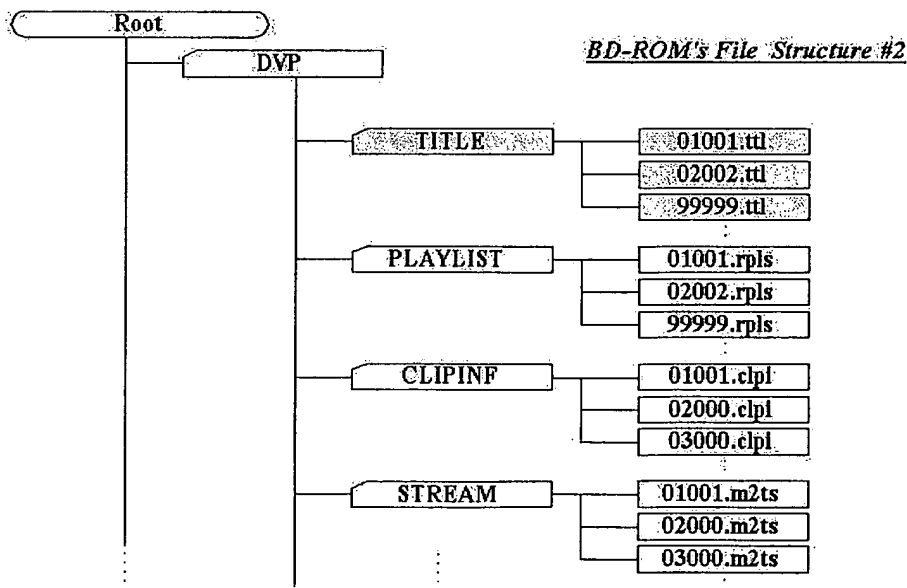 Root
DVP
BD-ROM's File Structure #2
TITLE
01001.ttl
02002.ttl
99999.ttl
PLAYLIST
01001.rpls
02002.rpls
99999.rpls
CLIPINF
01001.clpi
02000.clpi
03000.clpi
STREAM
01001.m2ts
02000.m2ts
03000.m2ts